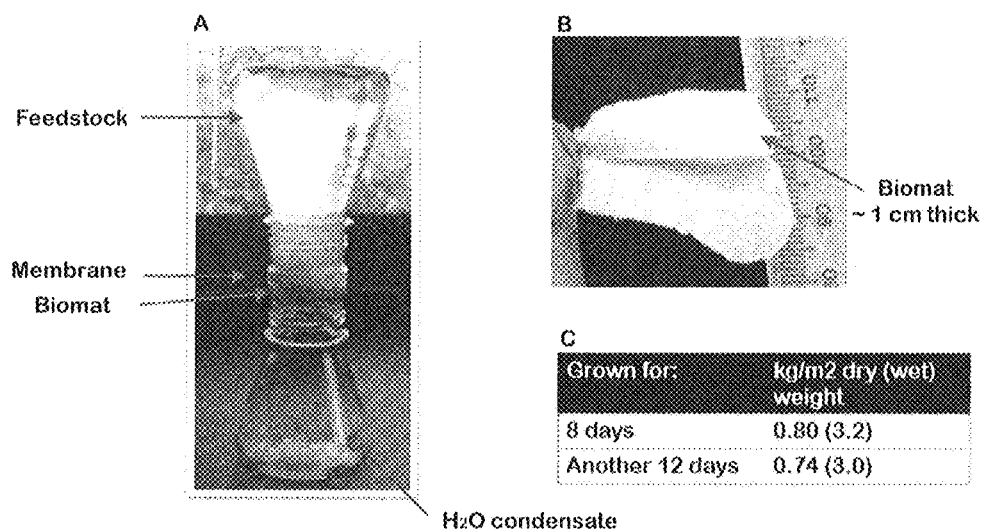 A
Feedstock
Membrane
Biomat
H2O condensate
B
Biomat
~ 1 cm thick
C
Grown for: kg/m2 dry (wet)
weight
8 days 0.80 (3.2)
Another 12 days 0.74 (3.0)